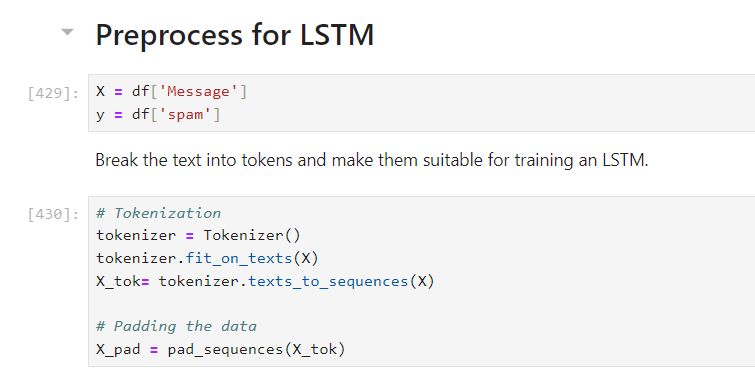 Preprocess for LSTM
[429]: X = df['Message']
y = df['spam']
Break the text into tokens and make them suitable for training an LSTM.
[430]: # Tokenization
tokenizer = Tokenizer()
tokenizer.fit_on_texts(X)
X_tok= tokenizer.texts_to_sequences(X)
# Padding the data
X_pad = pad_sequences(X_tok)